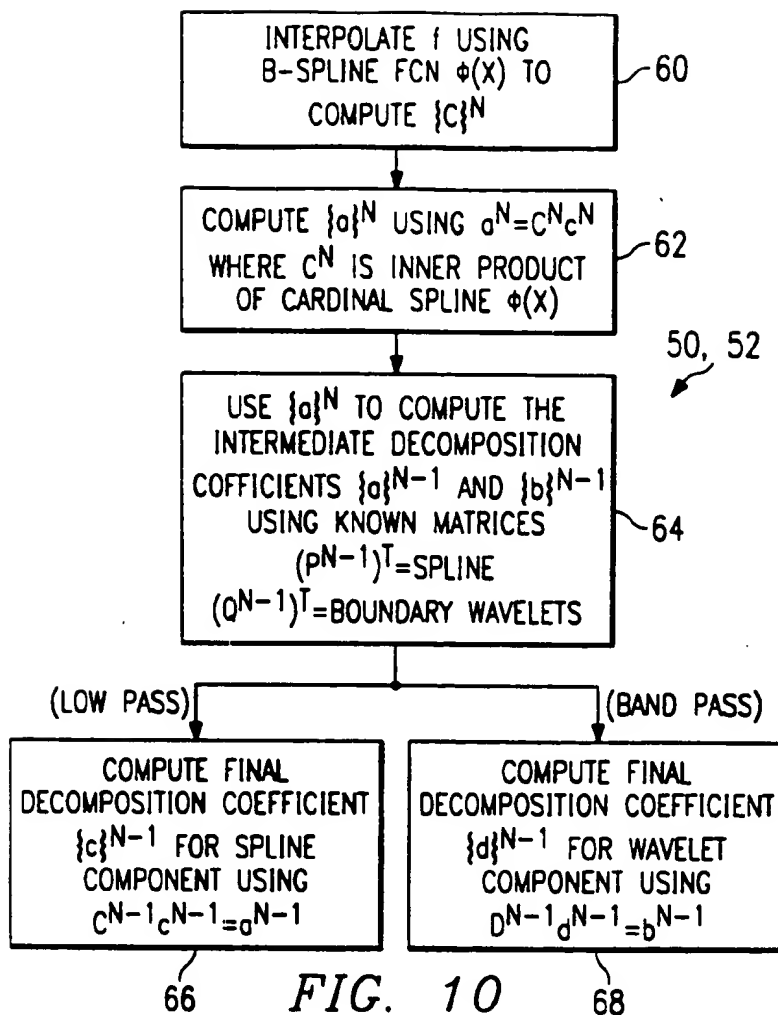 INTERPOLATE f USING
B-SPLINE FCN Φ(X) TO
COMPUTE {C}^N
60
COMPUTE {a}^N USING a^N=C^Nc^N
WHERE C^N IS INNER PRODUCT
OF CARDINAL SPLINE Φ(X)
62
50, 52
USE {a}^N TO COMPUTE THE
INTERMEDIATE DECOMPOSITION
COFFICIENTS {a}^N-1 AND {b}^N-1
USING KNOWN MATRICES
(P^N-1)^T=SPLINE
(Q^N-1)^T=BOUNDARY WAVELETS
64
(LOW PASS)
(BAND PASS)
COMPUTE FINAL
DECOMPOSITION COEFFICIENT
{c}^N-1 FOR SPLINE
COMPONENT USING
C^N-1c^N-1=a^N-1
66
COMPUTE FINAL
DECOMPOSITION COEFFICIENT
{d}^N-1 FOR WAVELET
COMPONENT USING
D^N-1d^N-1=b^N-1
68
FIG. 10